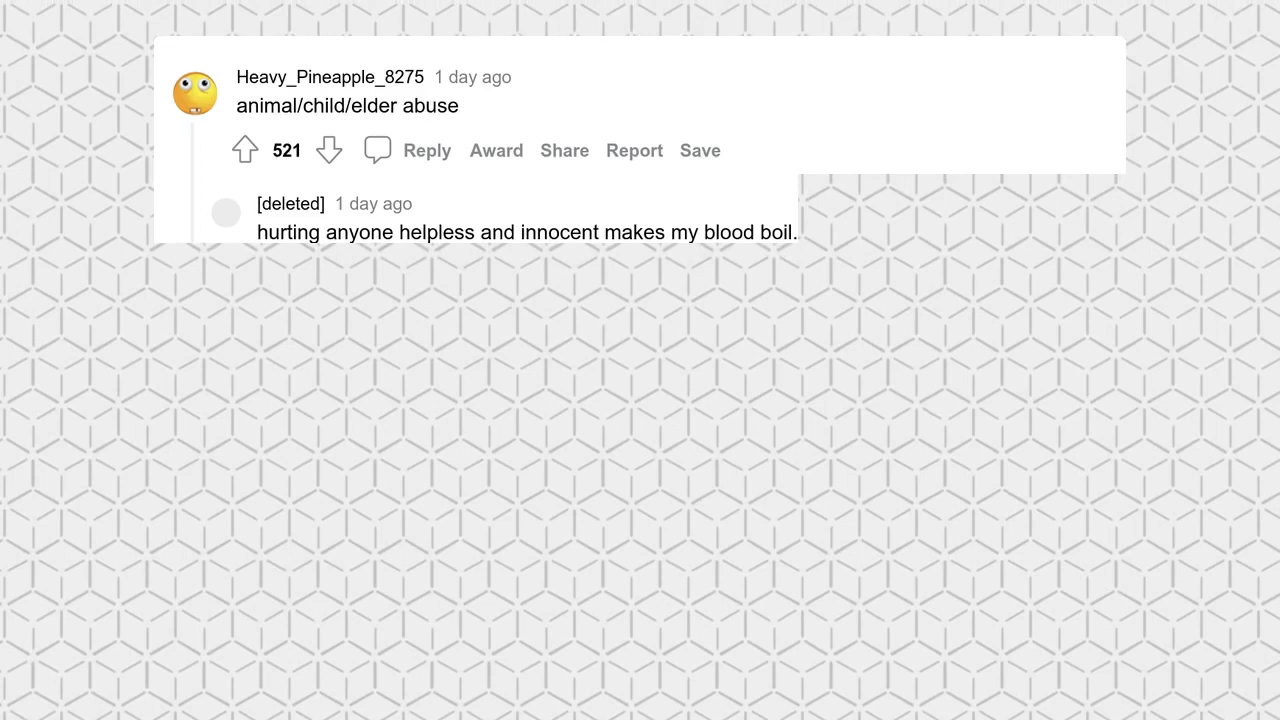 Heavy_Pineapple_8275 1 day ago
animal/child/elder abuse
521 Reply Award Share Report Save
[deleted] 1 day ago
hurting anyone helpless and innocent makes my blood boil.